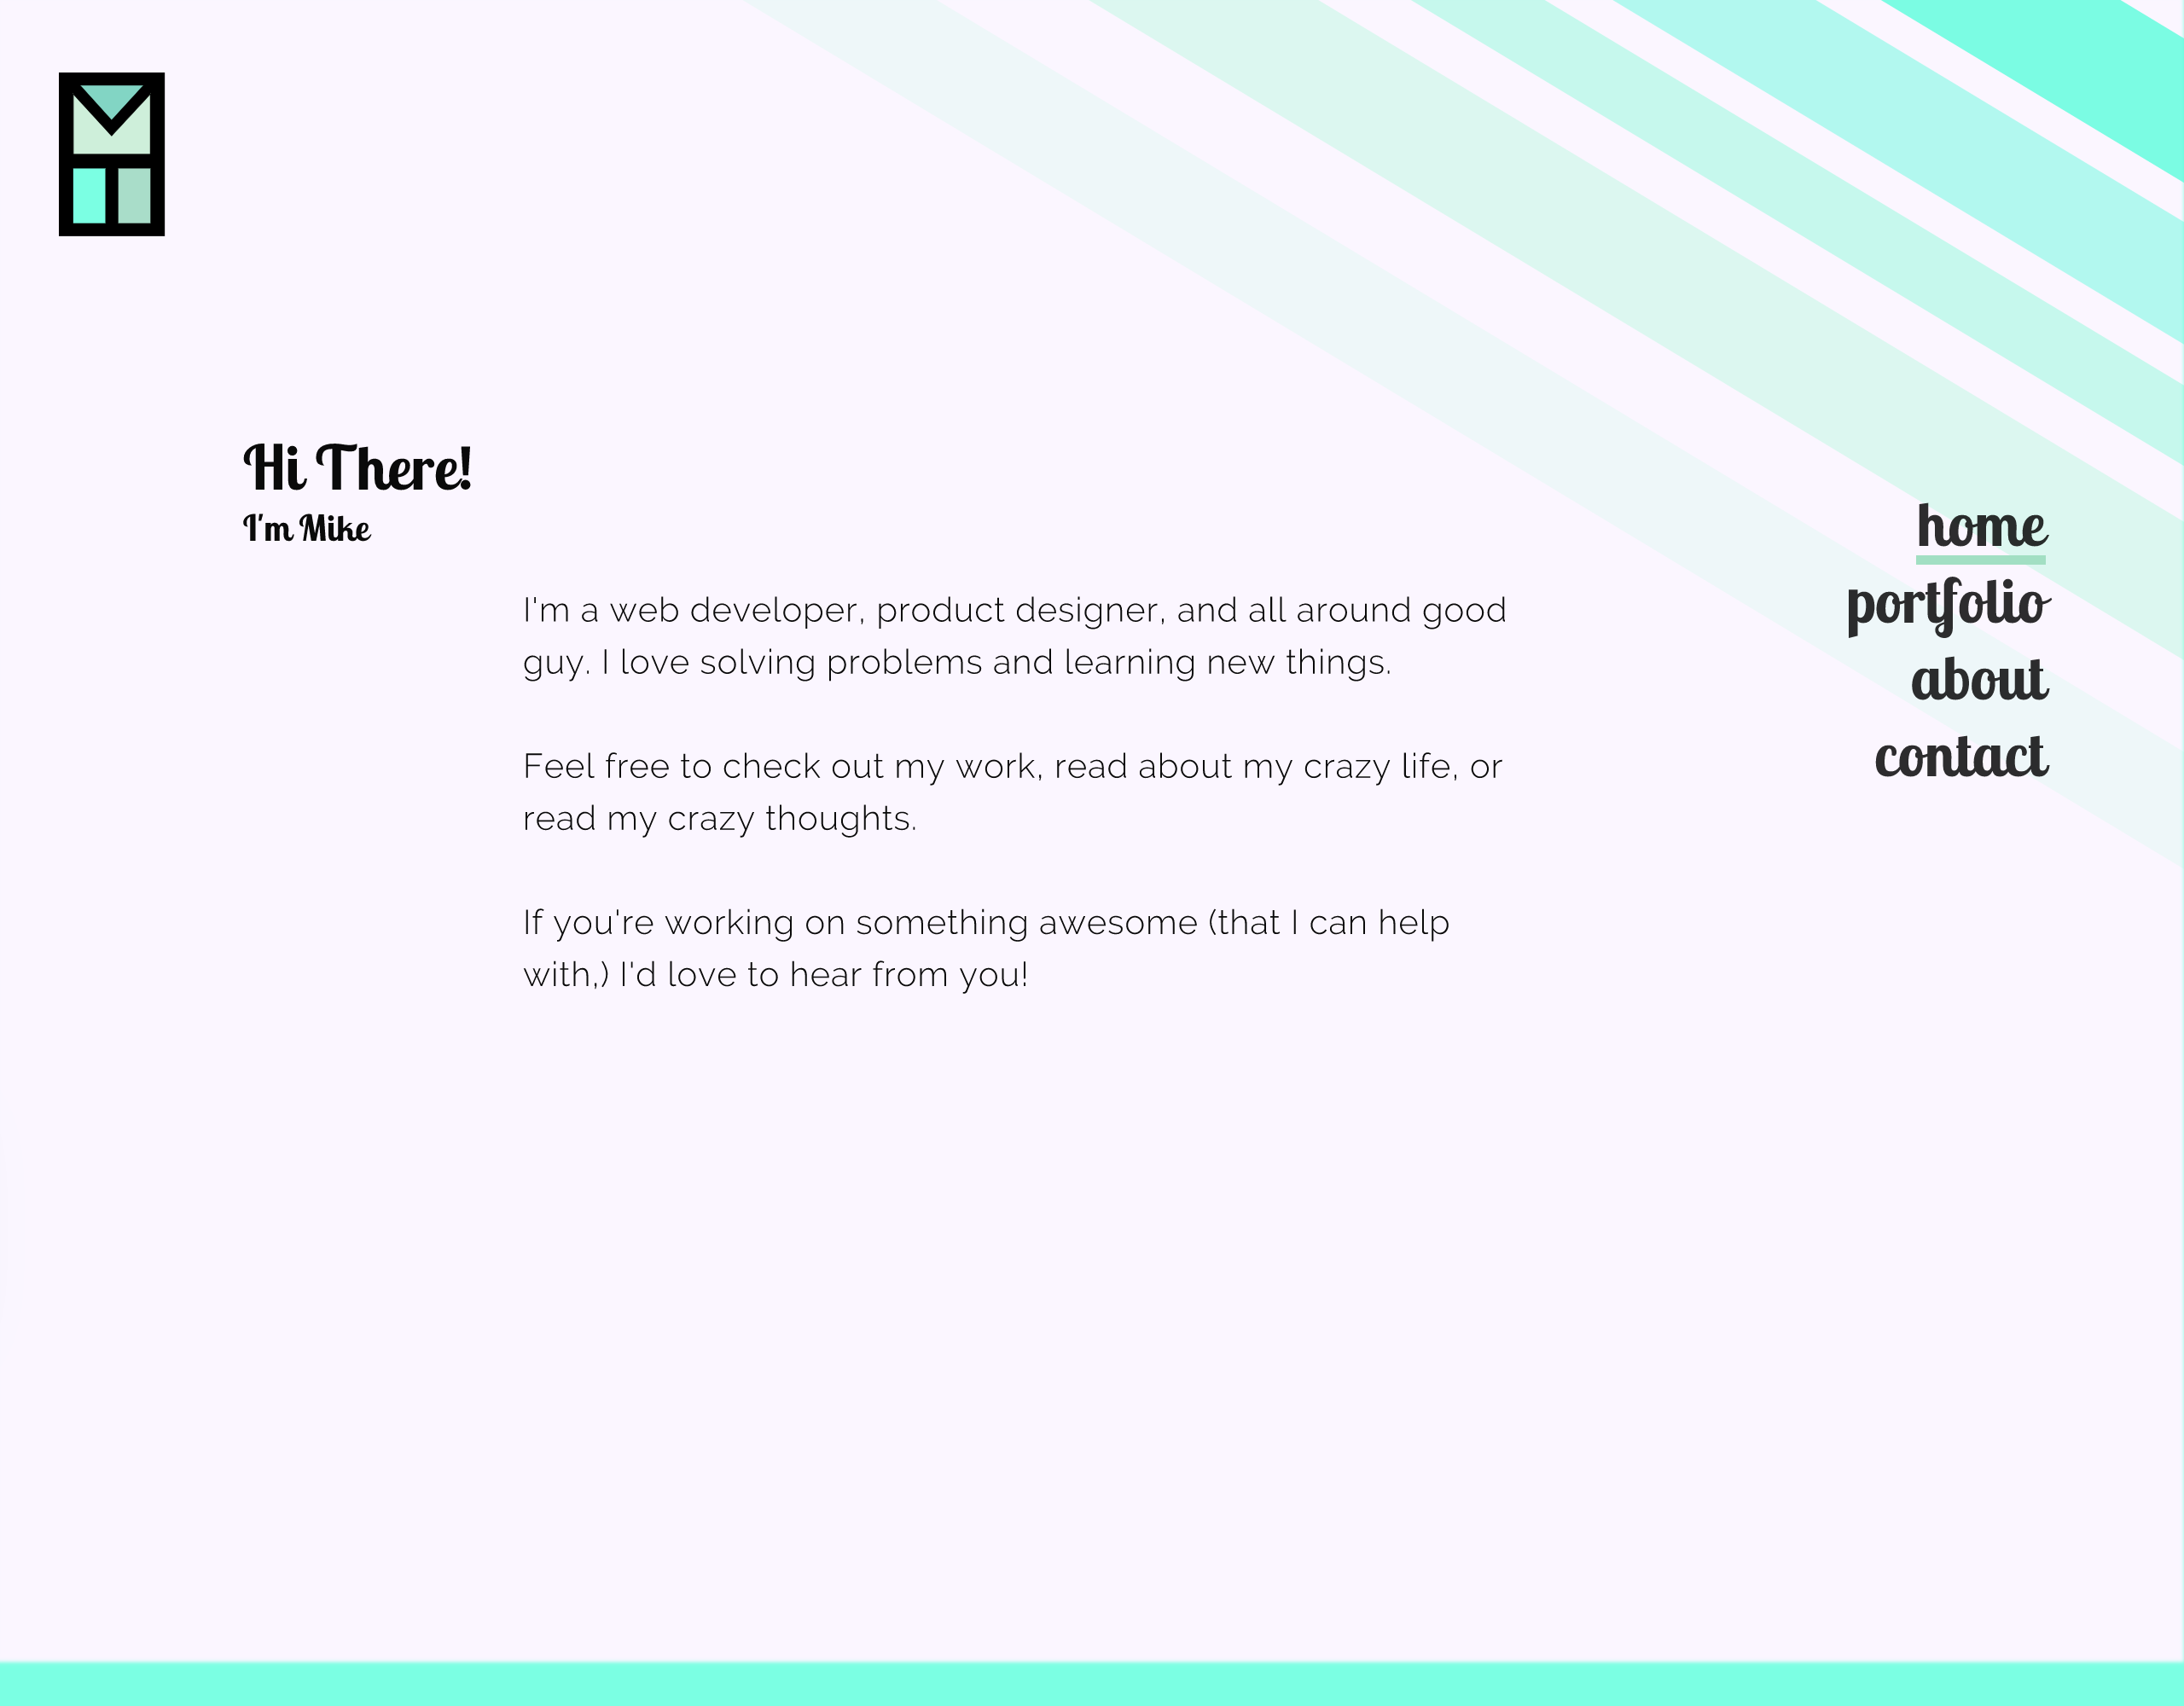 Hi There!
I'm Mike
home
portfolio
about
contact
I'm a web developer, product designer, and all around good
guy. I love solving problems and learning new things.
Feel free to check out my work, read about my crazy life, or
read my crazy thoughts.
If you're working on something awesome (that I can help
with,) I'd love to hear from you!